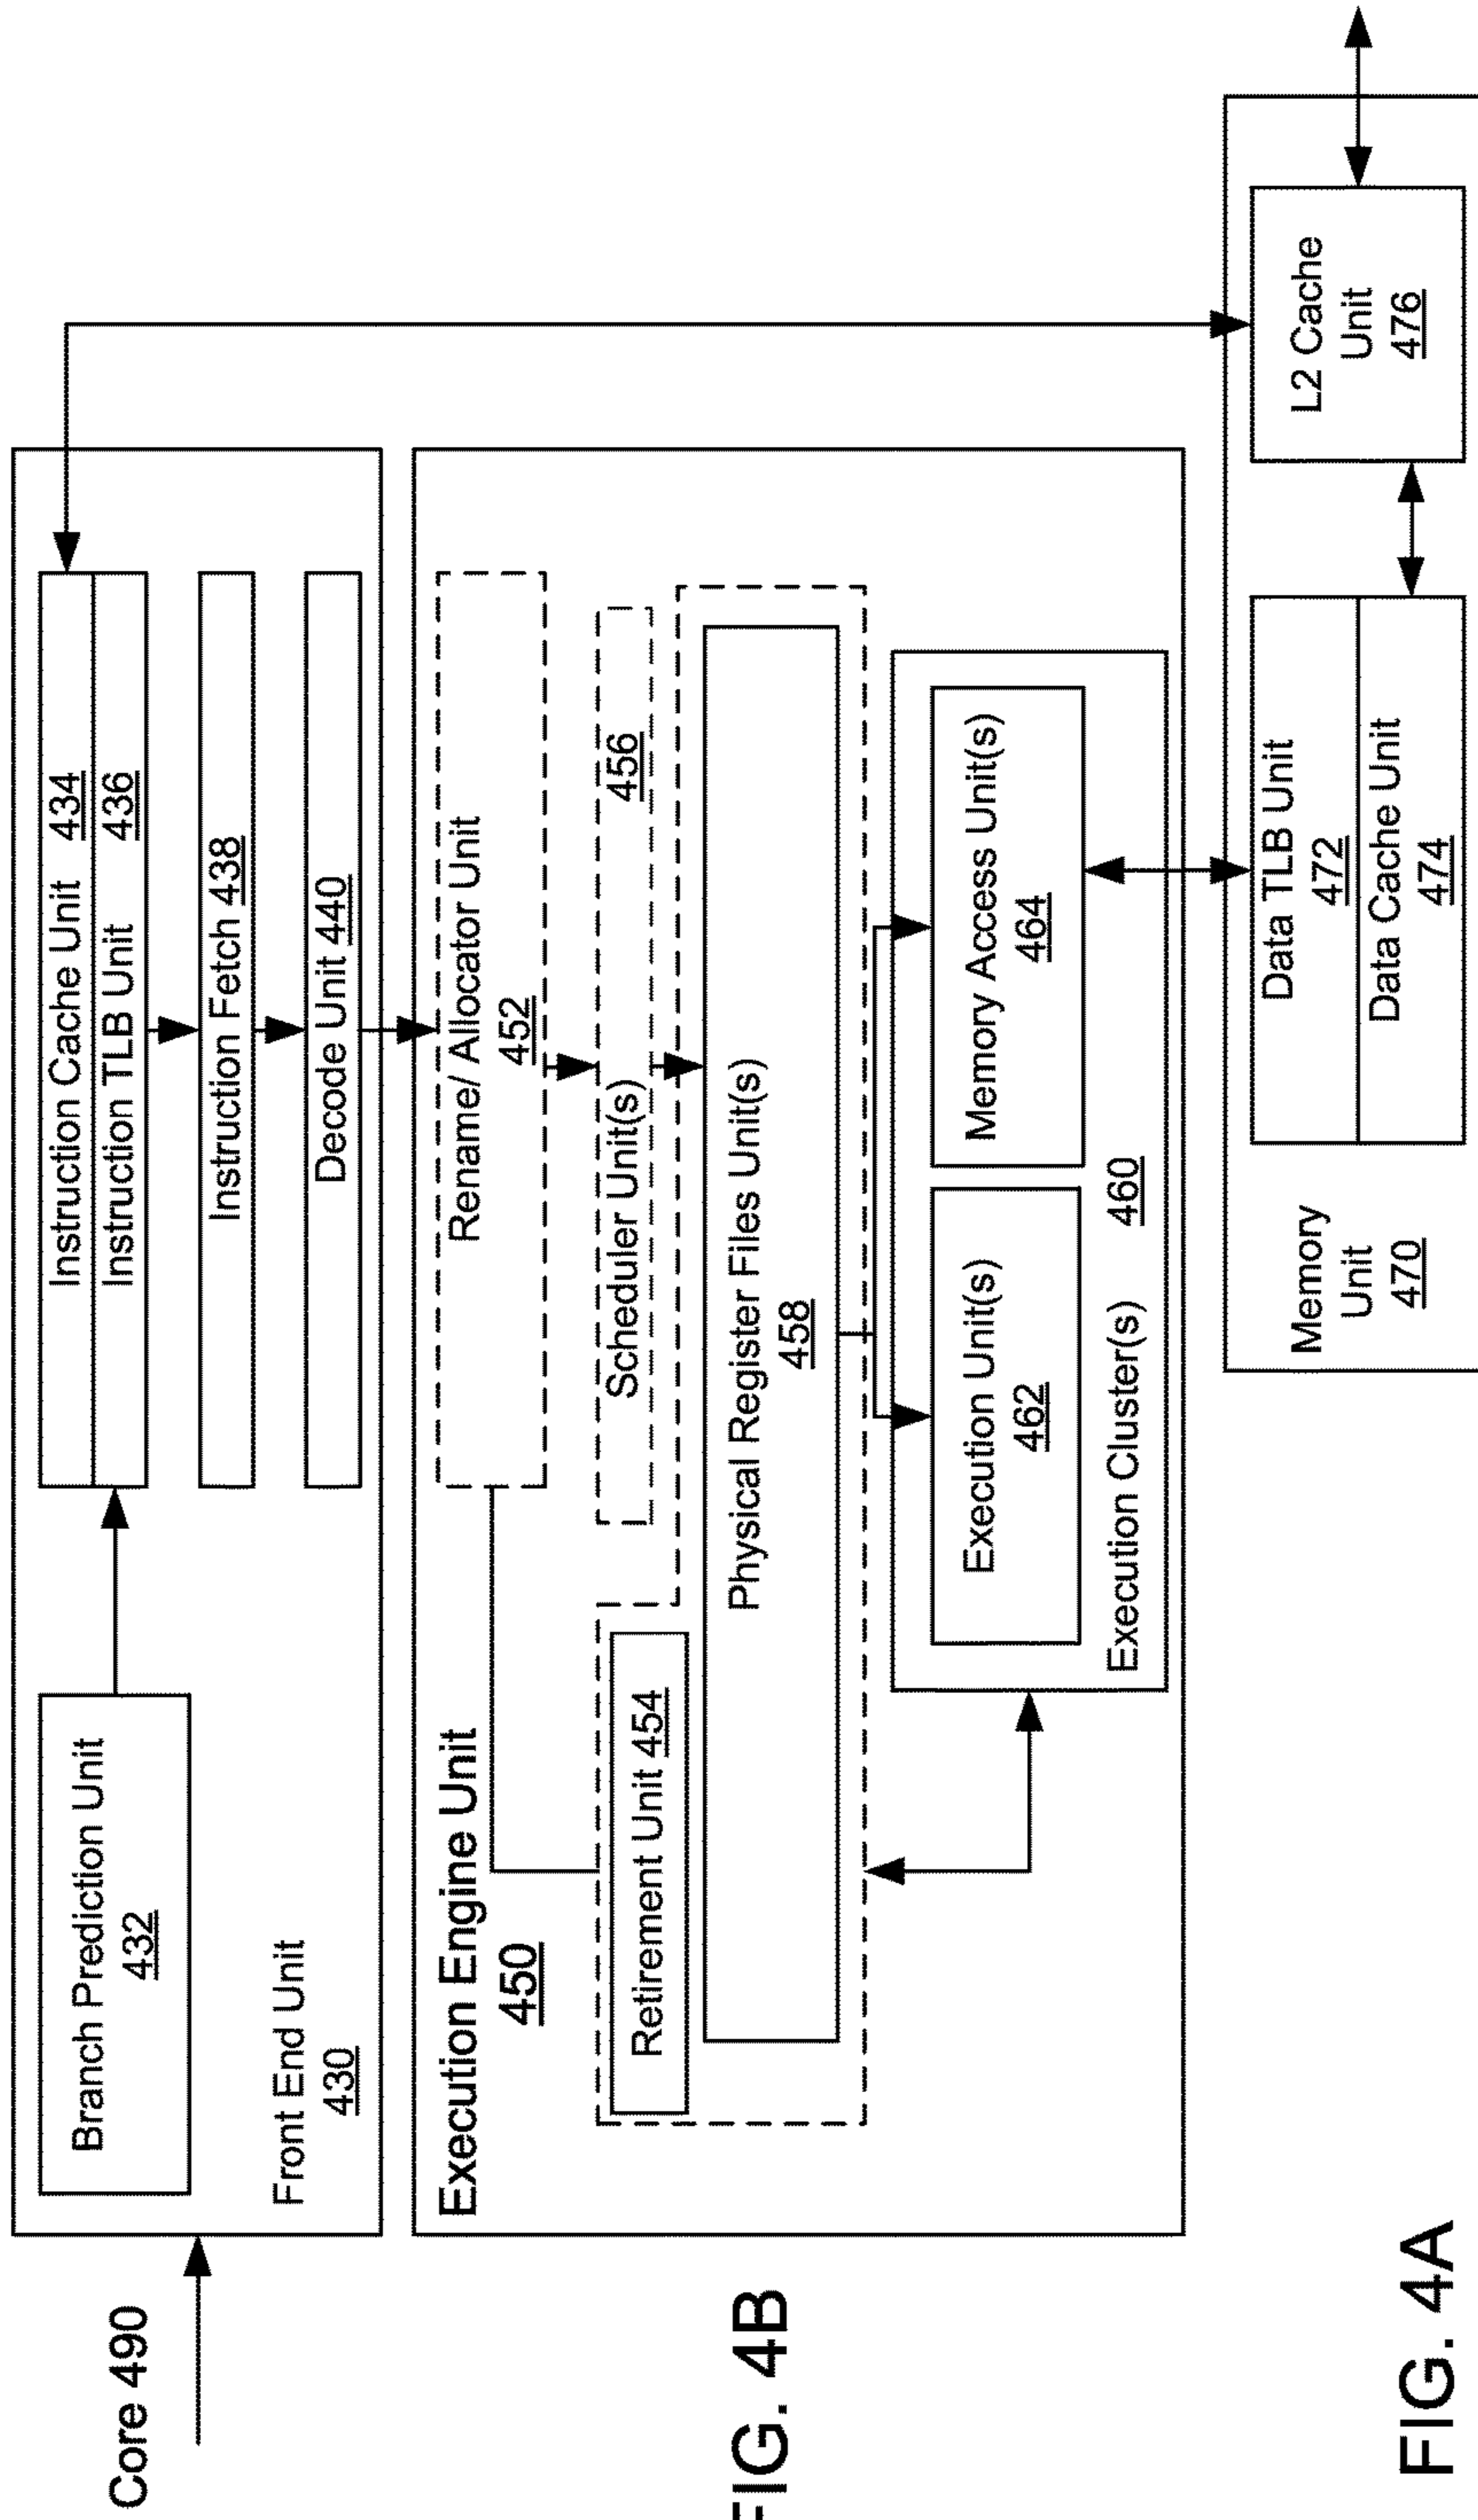 Core 490
Branch Prediction Unit
432
Instruction Cache Unit 434
Instruction TLB Unit 436
Instruction Fetch 438
Front End Unit
430
Decode Unit 440
Execution Engine Unit
450
Rename/ Allocator Unit
452
Scheduler Unit(s) 456
Retirement Unit 454
Physical Register Files Unit(s)
458
Execution Unit(s)
462
Memory Access Unit(s)
464
Execution Cluster(s) 460
FIG. 4B
Memory
Unit
470
Data TLB Unit
472
Data Cache Unit
474
L2 Cache
Unit
476
FIG. 4A